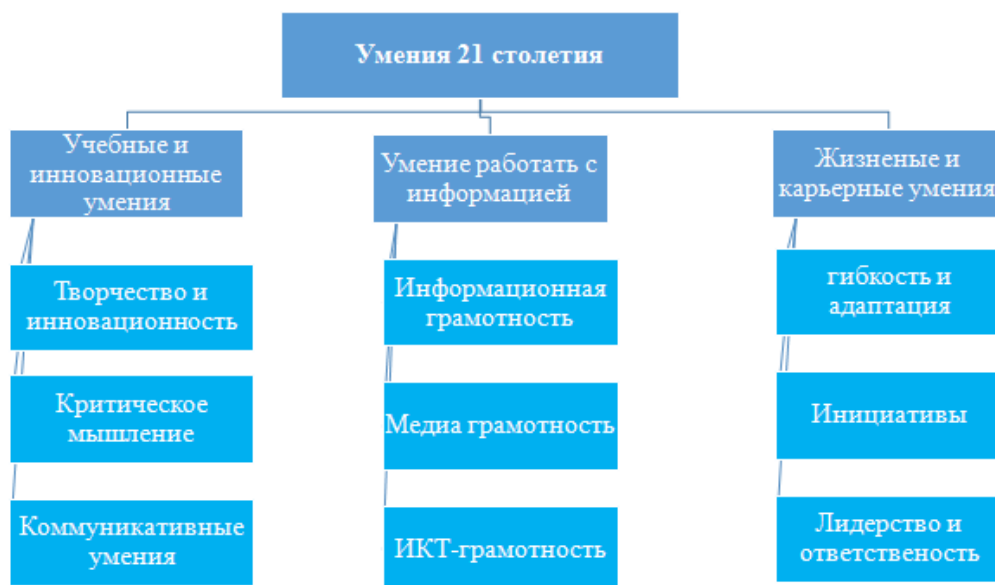 Умения 21 столетия
Учебные и
инновационные
умения
Умение работать с
информацией
Жизненые и
карьерные умения
Творчество и
инновационность
Информационная
грамотность
гибкость и
адаптация
Критическое
мышление
Медиа грамотность
Инициативы
Коммуникативные
умения
ИКТ-грамотность
Лидерство и
ответственость